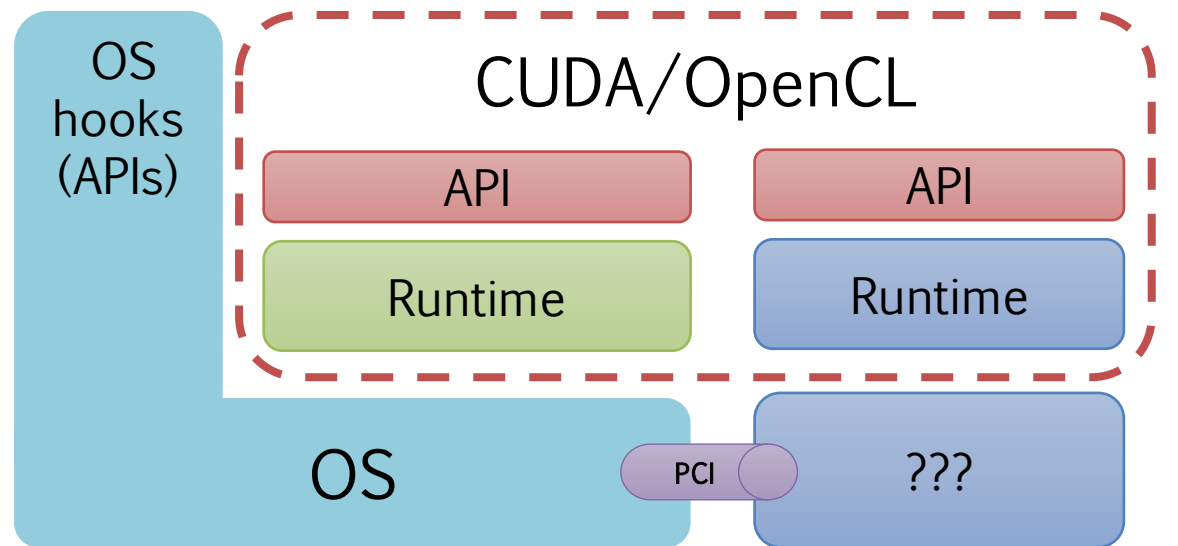 OS
hooks
(APIs)
CUDA/OpenCL
API
API
Runtime
Runtime
OS
PCI
???